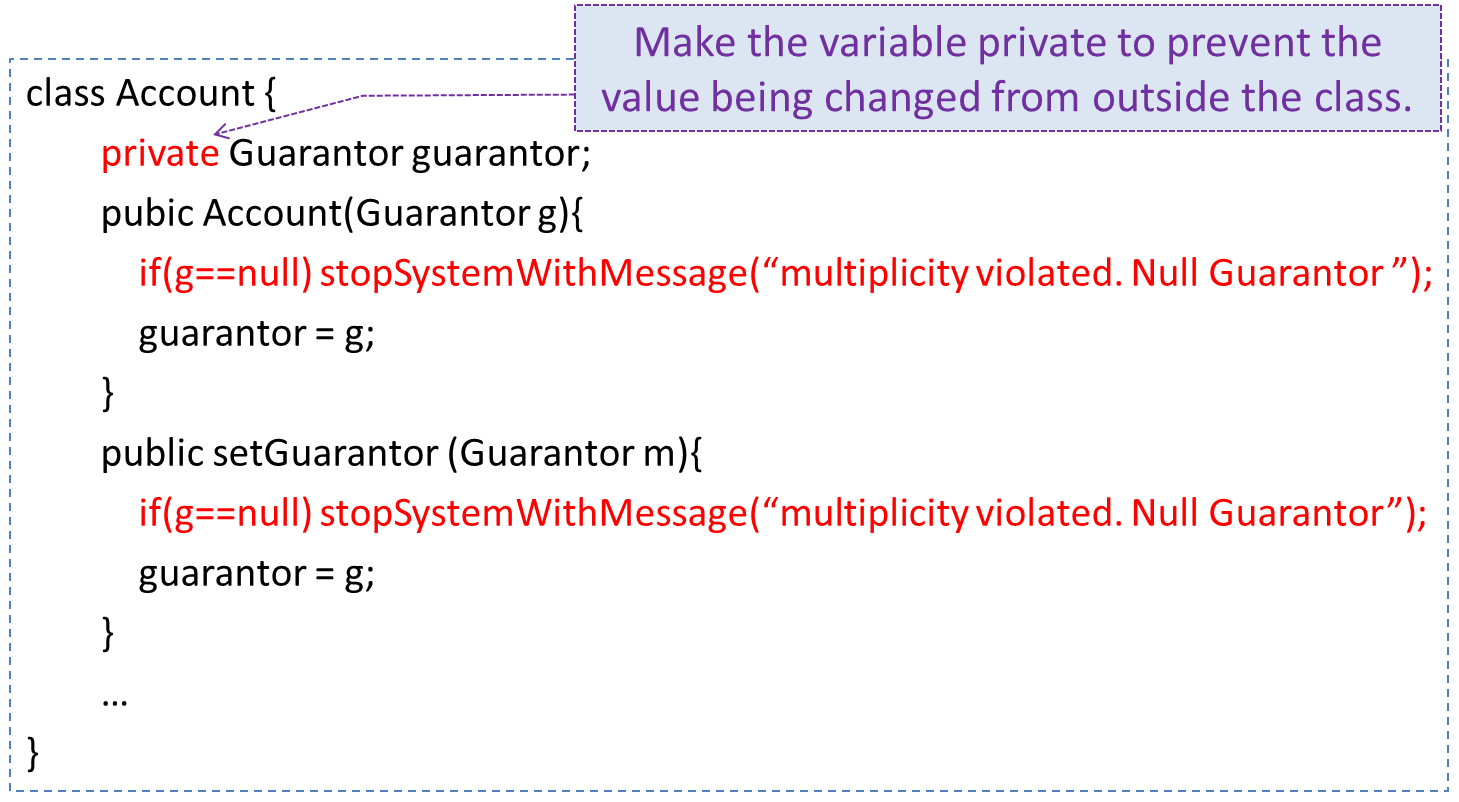 Make the variable private to prevent the
value being changed from outside the class.
class Account {
private Guarantor guarantor;
pubic Account(Guarantor g){
if(g==null) stopSystemWithMessage(“multiplicity violated. Null Guarantor ”);
guarantor = g;
}
public setGuarantor (Guarantor m){
if(g==null) stopSystemWithMessage(“multiplicity violated. Null Guarantor”);
guarantor = g;
}
…
}